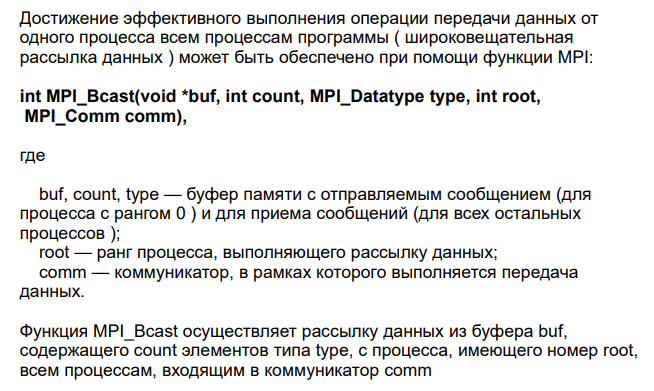 Достижение эффективного выполнения операции передачи данных от
одного процесса всем процессам программы ( широковещательная
рассылка данных ) может быть обеспечено при помощи функции MPI:
int MPI_Bcast(void *buf, int count, MPI_Datatype type, int root,
MPI_Comm comm),
где
buf, count, type — буфер памяти с отправляемым сообщением (для
процесса с рангом 0 ) и для приема сообщений (для всех остальных
процессов );
root — ранг процесса, выполняющего рассылку данных;
comm — коммуникатор, в рамках которого выполняется передача
данных.
Функция MPI_Bcast осуществляет рассылку данных из буфера buf,
содержащего count элементов типа type, с процесса, имеющего номер root,
всем процессам, входящим в коммуникатор comm